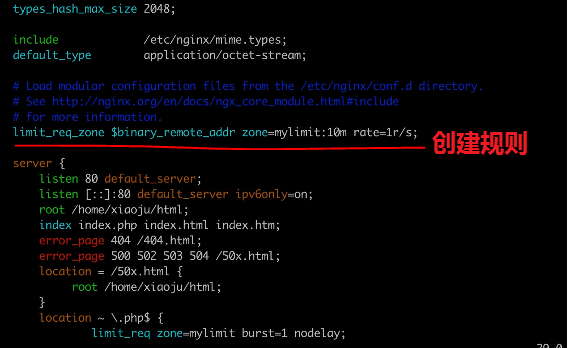 types_hash_max_size 2048;
include /etc/nginx/mime.types;
default_type application/octet-stream;
# Load modular configuration files from the /etc/nginx/conf.d directory.
# See http://nginx.org/en/docs/ngx_core_module.html#include
# for more information.
limit_req_zone $binary_remote_addr zone=mylimit:10m rate=1r/s; 创建规则
server {
listen 80 default_server;
listen [::]:80 default_server ipv6only=on;
root /home/xiaoju/html;
index index.php index.html index.htm;
error_page 404 /404.html;
error_page 500 502 503 504 /50x.html;
location = /50x.html {
root /home/xiaoju/html;
}
location ~ \.php$ {
limit_req zone=mylimit burst=1 nodelay;